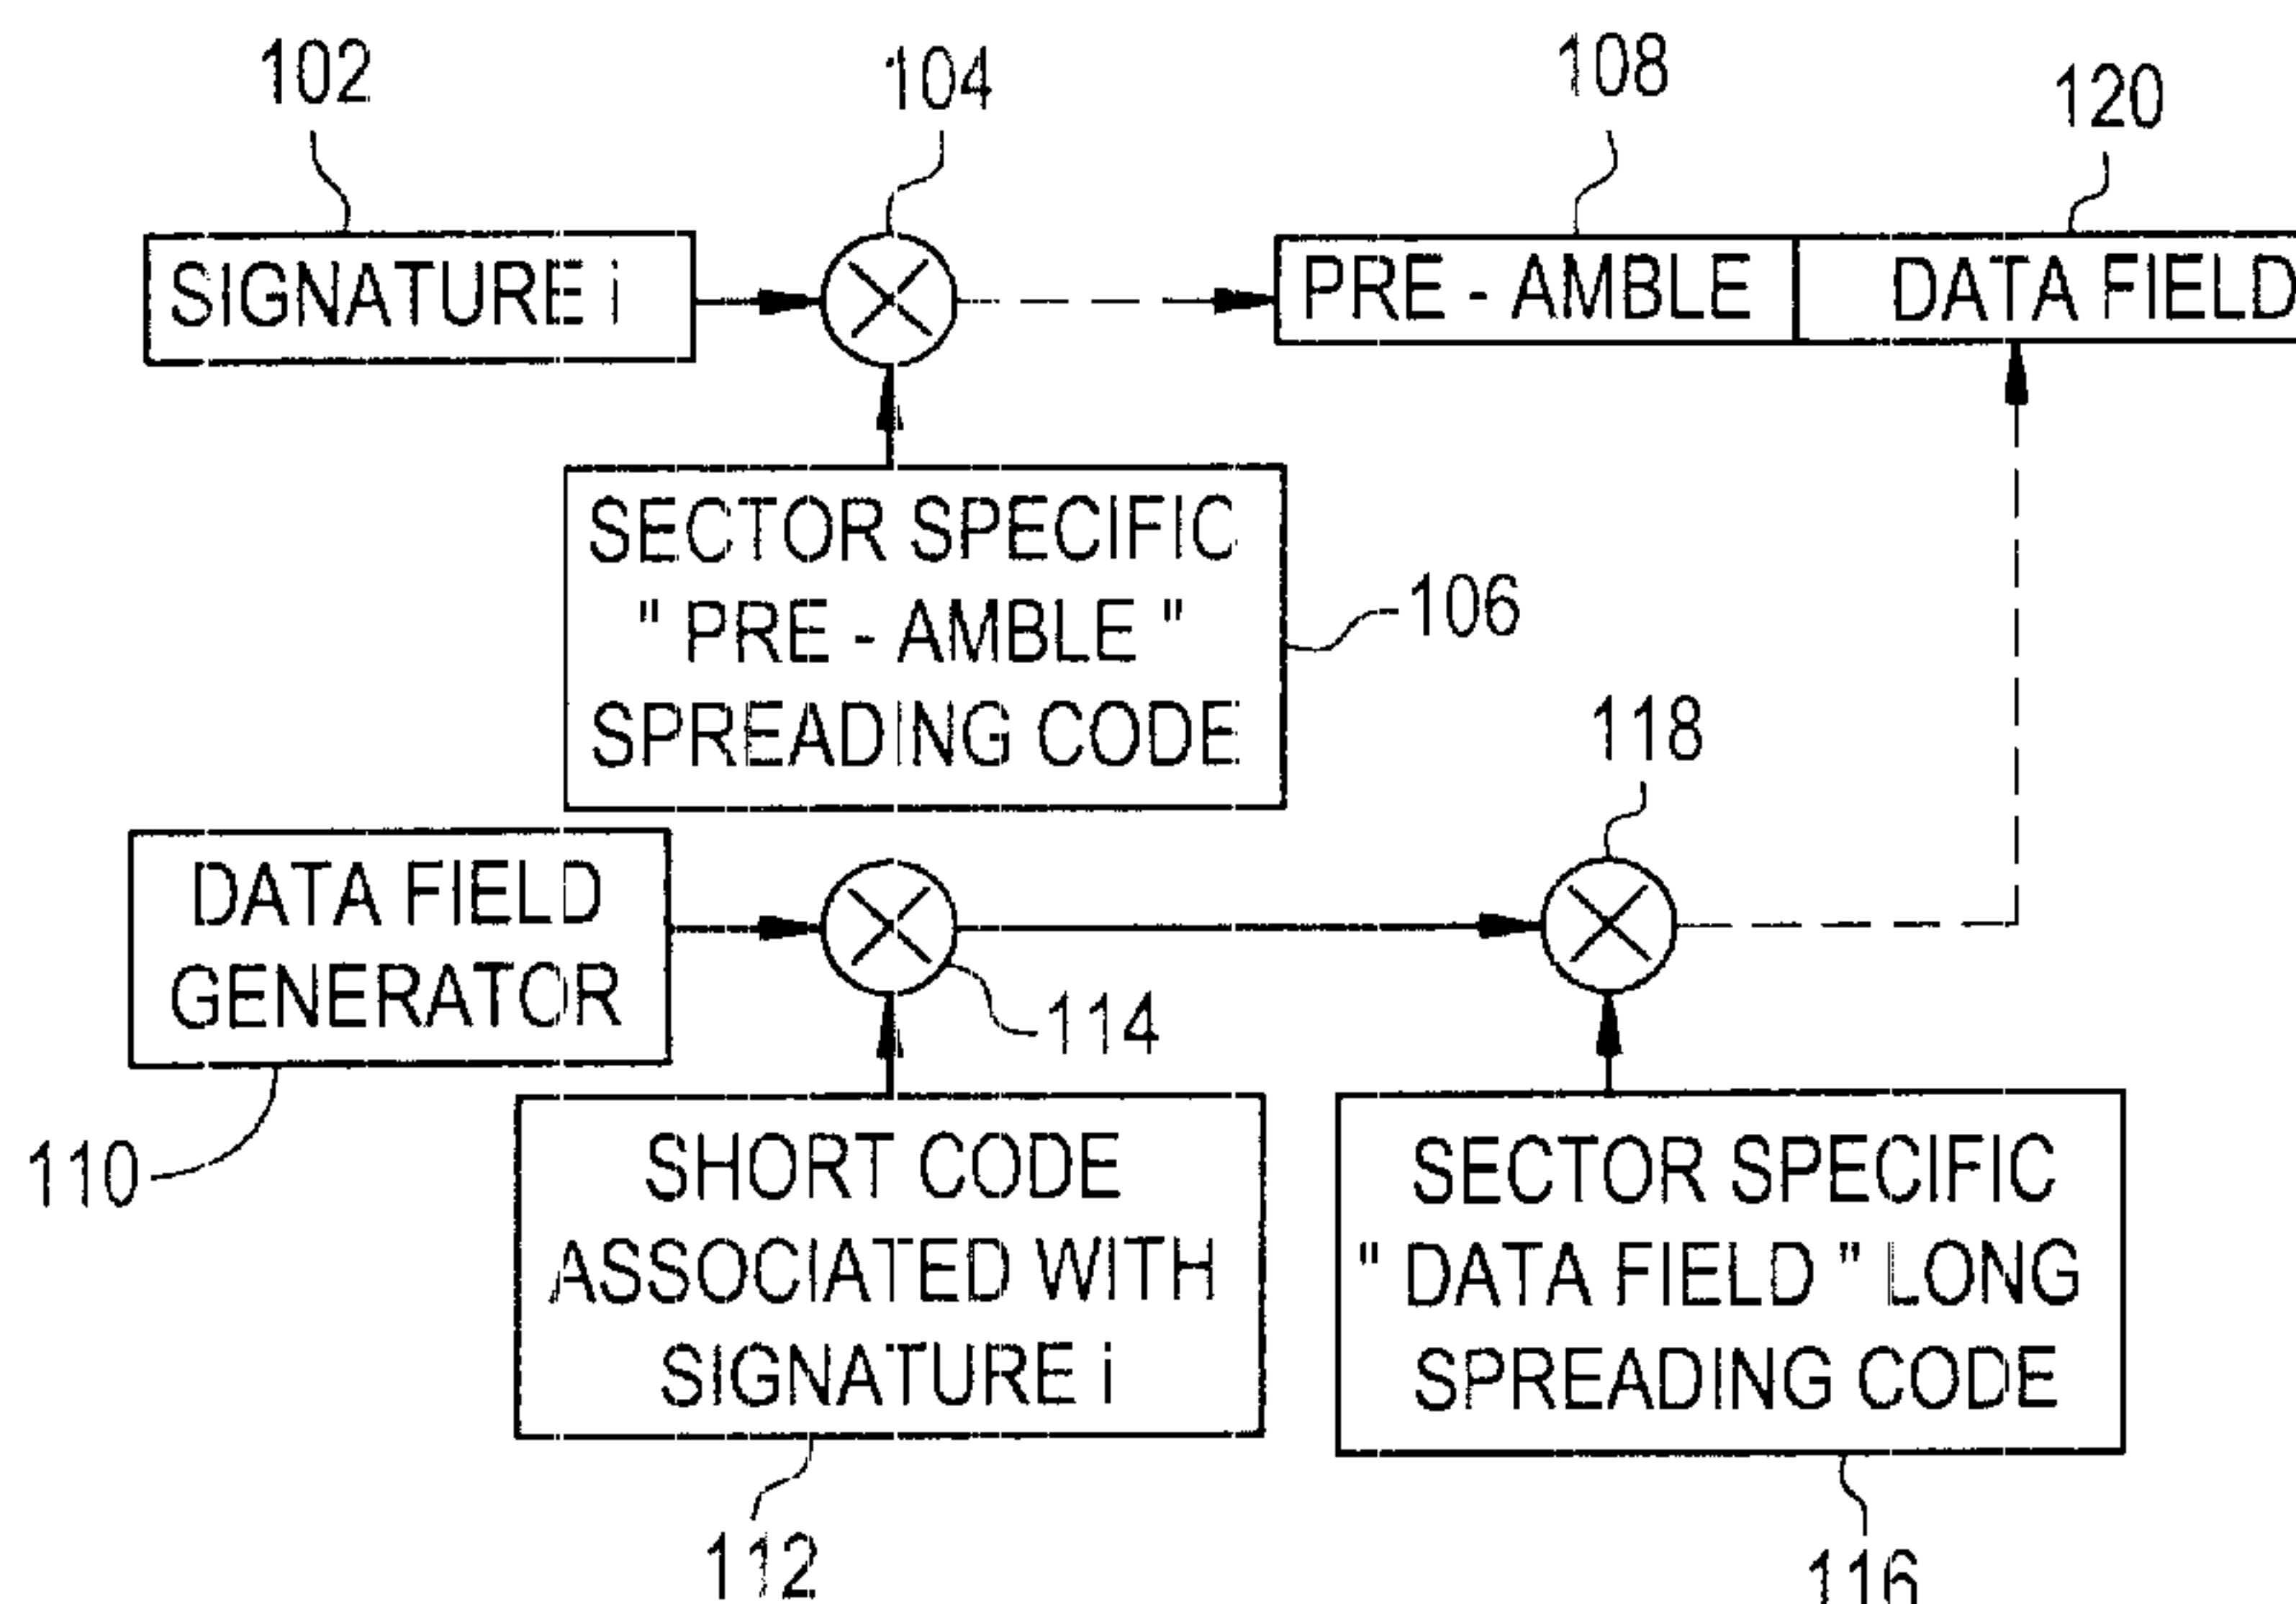 102
104
108
120
SIGNATURE i
PRE - AMBLE
DATA FIELD
SECTOR SPECIFIC
" PRE - AMBLE "
SPREADING CODE
106
118
DATA FIELD
GENERATOR
114
110
SHORT CODE
ASSOCIATED WITH
SIGNATURE i
SECTOR SPECIFIC
" DATA FIELD " LONG
SPREADING CODE
112
116